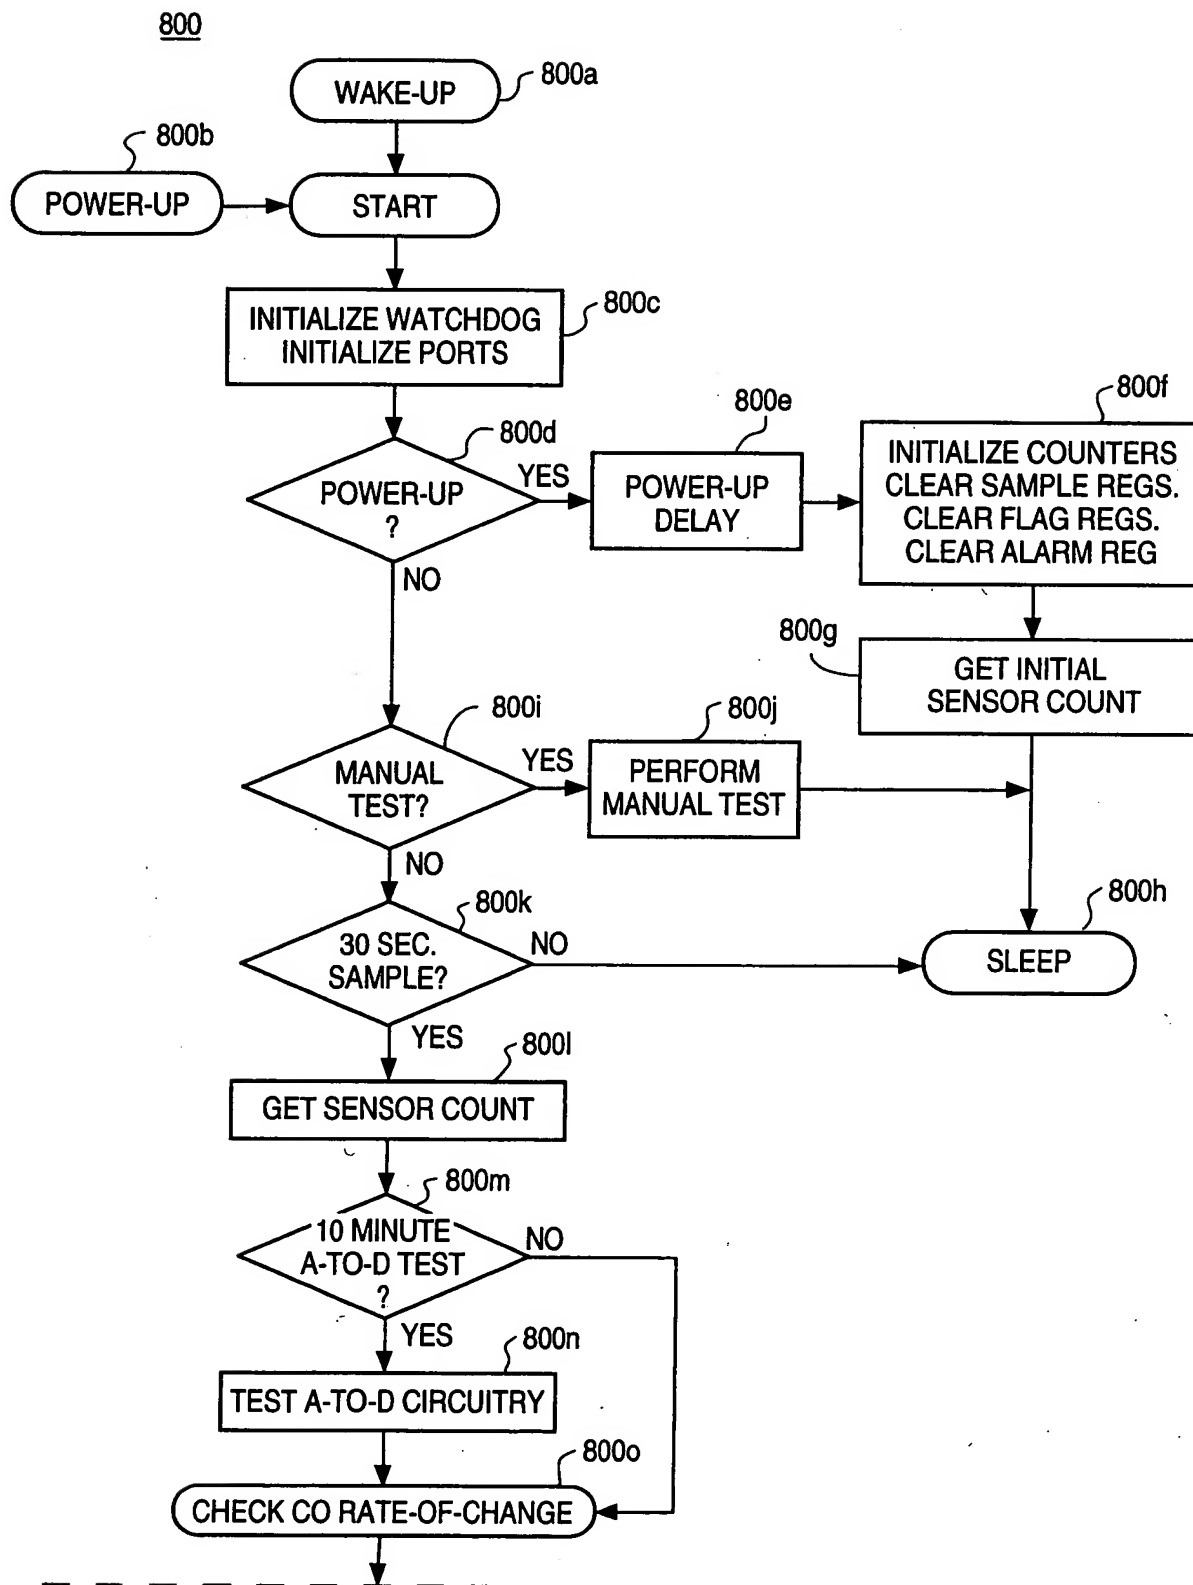 800
WAKE-UP
800a
800b
POWER-UP
START
INITIALIZE WATCHDOG
INITIALIZE PORTS
800c
POWER-UP
?
800d
YES
NO
POWER-UP
DELAY
800e
INITIALIZE COUNTERS
CLEAR SAMPLE REGS.
CLEAR FLAG REGS.
CLEAR ALARM REG
800f
800g
GET INITIAL
SENSOR COUNT
MANUAL
TEST?
800i
YES
NO
PERFORM
MANUAL TEST
800j
30 SEC.
SAMPLE?
800k
NO
YES
SLEEP
800h
GET SENSOR COUNT
800l
10 MINUTE
A-TO-D TEST
?
800m
NO
YES
TEST A-TO-D CIRCUITRY
800n
CHECK CO RATE-OF-CHANGE
800o